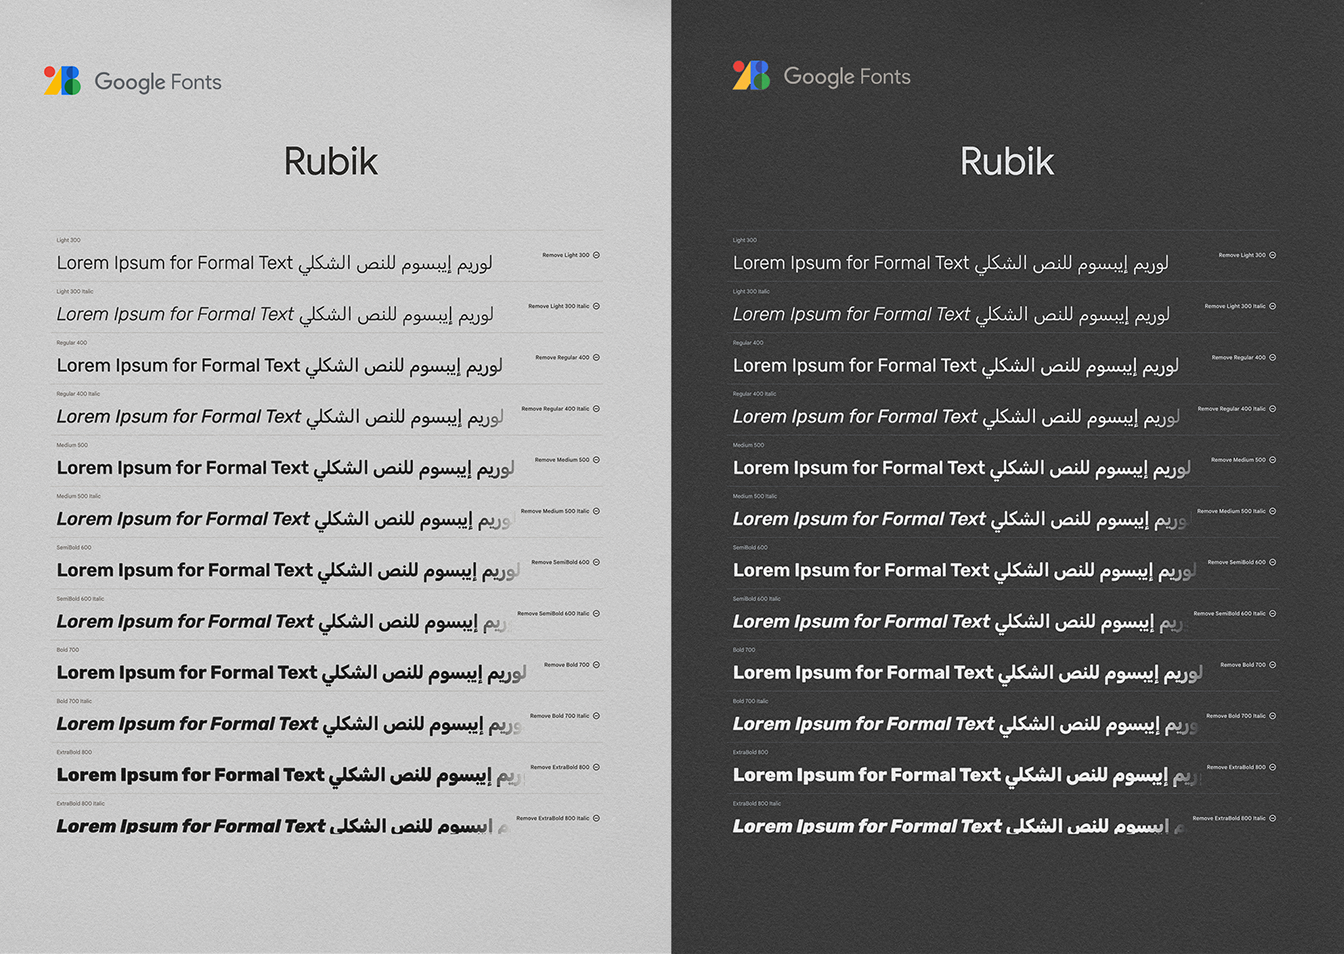 Google Fonts
Rubik
Light 300
Lorem Ipsum for Formal Text لوريم إيبسوم للنص الشكلي
Remove Light 300
Light 300 Italic
Lorem Ipsum for Formal Text لوريم إيبسوم للنص الشكلي
Remove Light 300 Italic
Regular 400
Lorem Ipsum for Formal Text لوريم إيبسوم للنص الشكلي
Remove Regular 400
Regular 400 Italic
Lorem Ipsum for Formal Text لوريم إيبسوم للنص الشكلي
Remove Regular 400 Italic
Medium 500
Lorem Ipsum for Formal Text لوريم إيبسوم للنص الشكلي
Remove Medium 500
Medium 500 Italic
Lorem Ipsum for Formal Text لوريم إيبسوم للنص الشكلي
Remove Medium 500 Italic
SemiBold 600
Lorem Ipsum for Formal Text لوريم إيبسوم للنص الشكلي
Remove SemiBold 600
SemiBold 600 Italic
Lorem Ipsum for Formal Text إيبسوم للنص الشكلي
Remove SemiBold 600 Italic
Bold 700
Lorem Ipsum for Formal Text لوريم إيبسوم للنص الشكلي
Remove Bold 700
Bold 700 Italic
Lorem Ipsum for Formal Text لوريم إيبسوم للنص الشكلي
Remove Bold 700 Italic
ExtraBold 800
Lorem Ipsum for Formal Text إيبسوم للنص الشكلي
Remove ExtraBold 800
ExtraBold 800 Italic
Lorem Ipsum for Formal Text إيبسوم للنص الشكلي
Remove ExtraBold 800 Italic
Google Fonts
Rubik
Light 300
Lorem Ipsum for Formal Text لوريم إيبسوم للنص الشكلي
Remove Light 300
Light 300 Italic
Lorem Ipsum for Formal Text لوريم إيبسوم للنص الشكلي
Remove Light 300 Italic
Regular 400
Lorem Ipsum for Formal Text لوريم إيبسوم للنص الشكلي
Remove Regular 400
Regular 400 Italic
Lorem Ipsum for Formal Text لوريم إيبسوم للنص الشكلي
Remove Regular 400 Italic
Medium 500
Lorem Ipsum for Formal Text لوريم إيبسوم للنص الشكلي
Remove Medium 500
Medium 500 Italic
Lorem Ipsum for Formal Text لوريم إيبسوم للنص الشكلي
Remove Medium 500 Italic
SemiBold 600
Lorem Ipsum for Formal Text لوريم إيبسوم للنص الشكلي
Remove SemiBold 600
SemiBold 600 Italic
Lorem Ipsum for Formal Text إيبسوم للنص الشكلي
Remove SemiBold 600 Italic
Bold 700
Lorem Ipsum for Formal Text لوريم إيبسوم للنص الشكلي
Remove Bold 700
Bold 700 Italic
Lorem Ipsum for Formal Text لوريم إيبسوم للنص الشكلي
Remove Bold 700 Italic
ExtraBold 800
Lorem Ipsum for Formal Text إيبسوم للنص الشكلي
Remove ExtraBold 800
ExtraBold 800 Italic
Lorem Ipsum for Formal Text إيبسوم للنص الشكلي
Remove ExtraBold 800 Italic